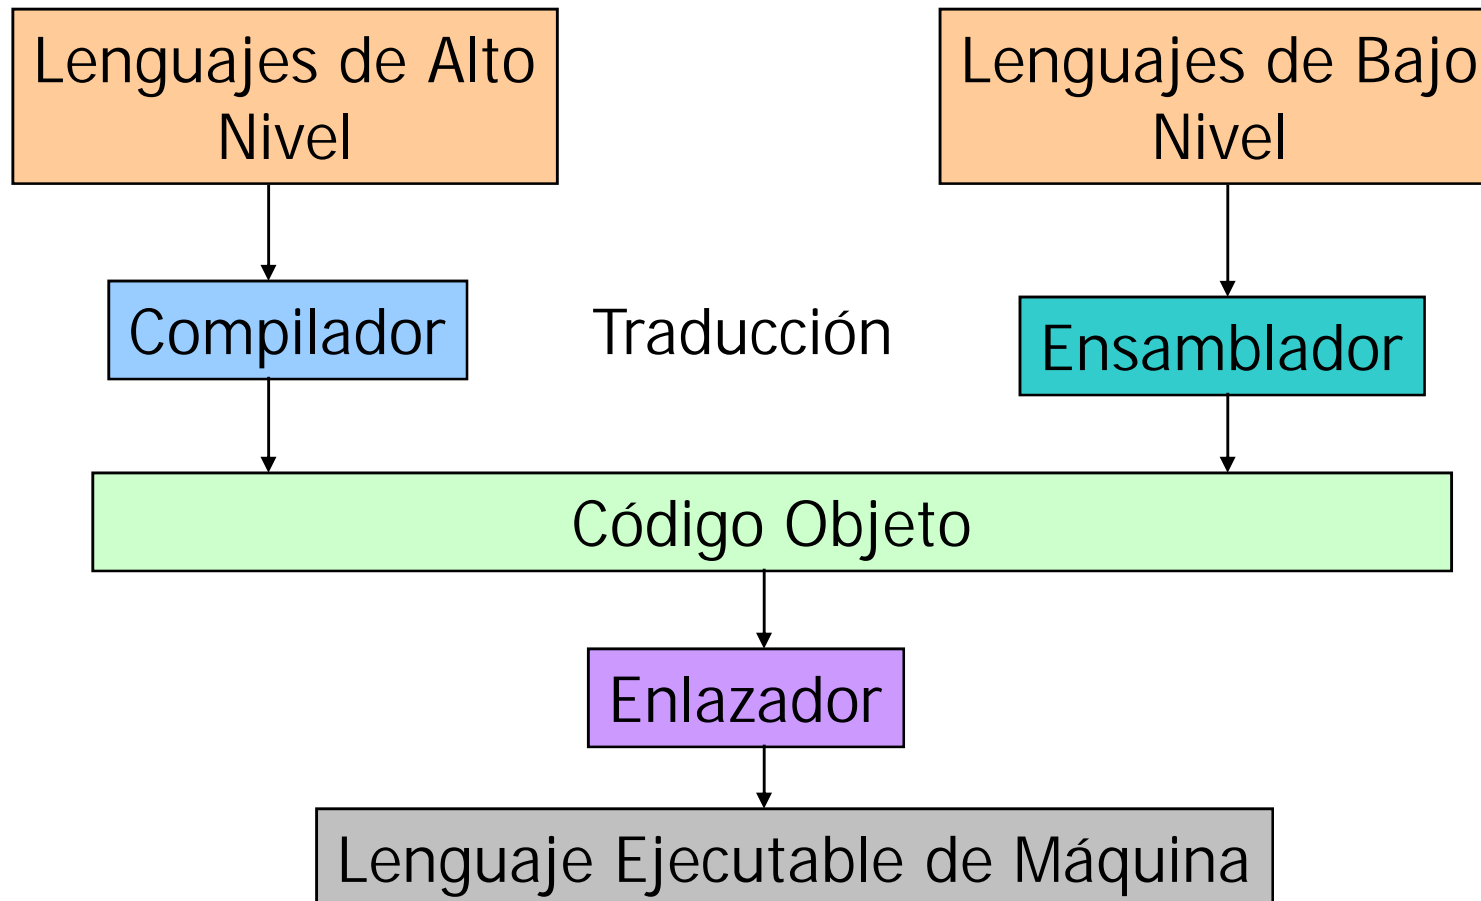 Lenguajes de Alto
Nivel
Lenguajes de Bajo
Nivel
Compilador
Traducción
Ensamblador
Código Objeto
Enlazador
Lenguaje Ejecutable de Máquina